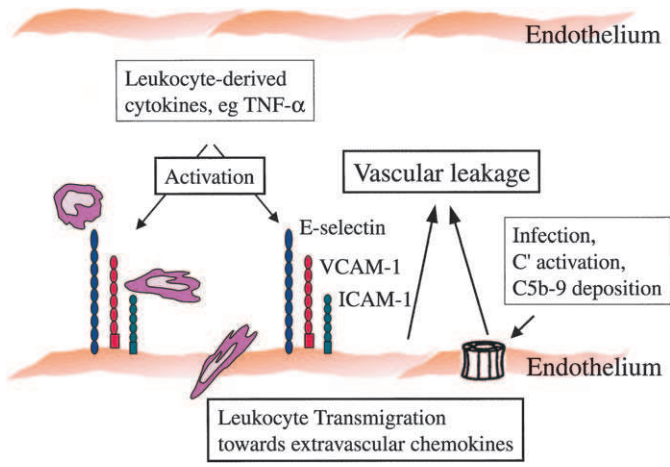 Endothelium
Leukocyte-derived
cytokines, eg TNF-α
Activation
Vascular leakage
E-selectin
VCAM-1
ICAM-1
Infection,
C' activation,
C5b-9 deposition
Endothelium
Leukocyte Transmigration
towards extravascular chemokines